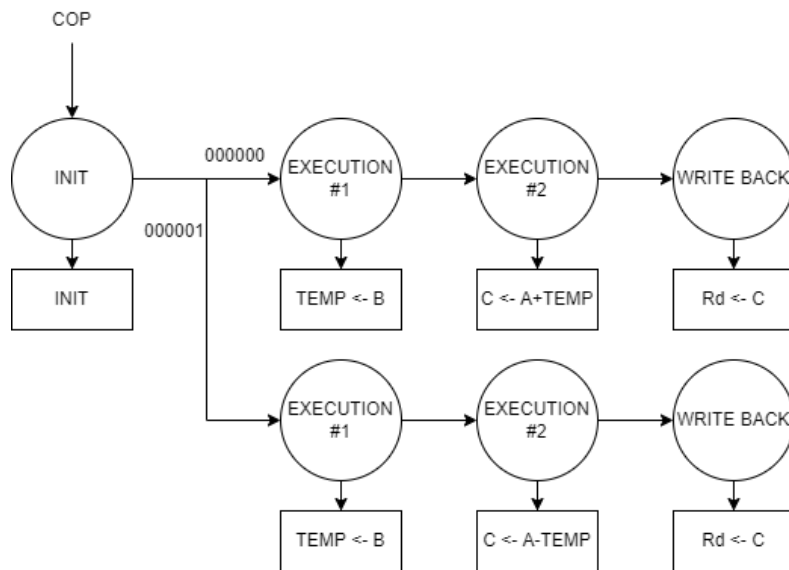 COP
000000
INIT
EXECUTION
#1
EXECUTION
#2
WRITE BACK
000001
INIT
TEMP <- B
C <- A+TEMP
Rd <- C
EXECUTION
#1
EXECUTION
#2
WRITE BACK
TEMP <- B
C <- A-TEMP
Rd <- C